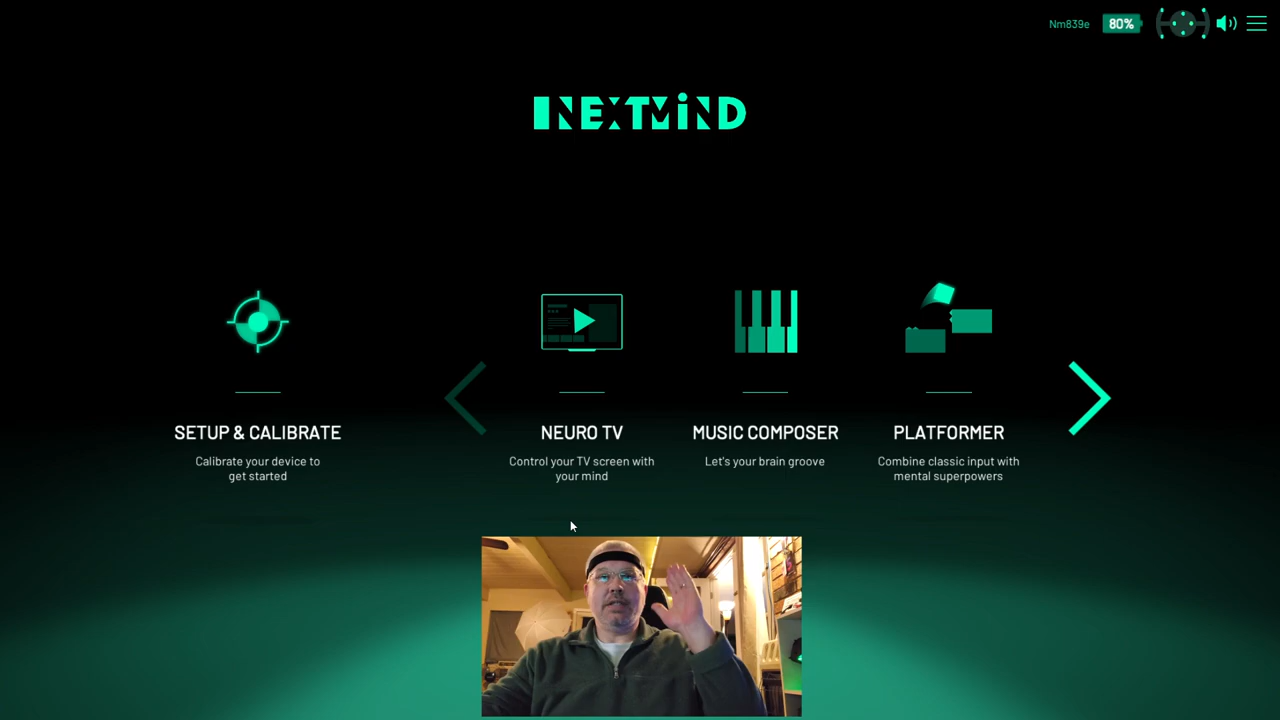 Nm839e
80%
NEXTMiND
SETUP & CALIBRATE
Calibrate your device to
get started
NEURO TV
Control your TV screen with
your mind
MUSIC COMPOSER
Let's your brain groove
PLATFORMER
Combine classic input with
mental superpowers